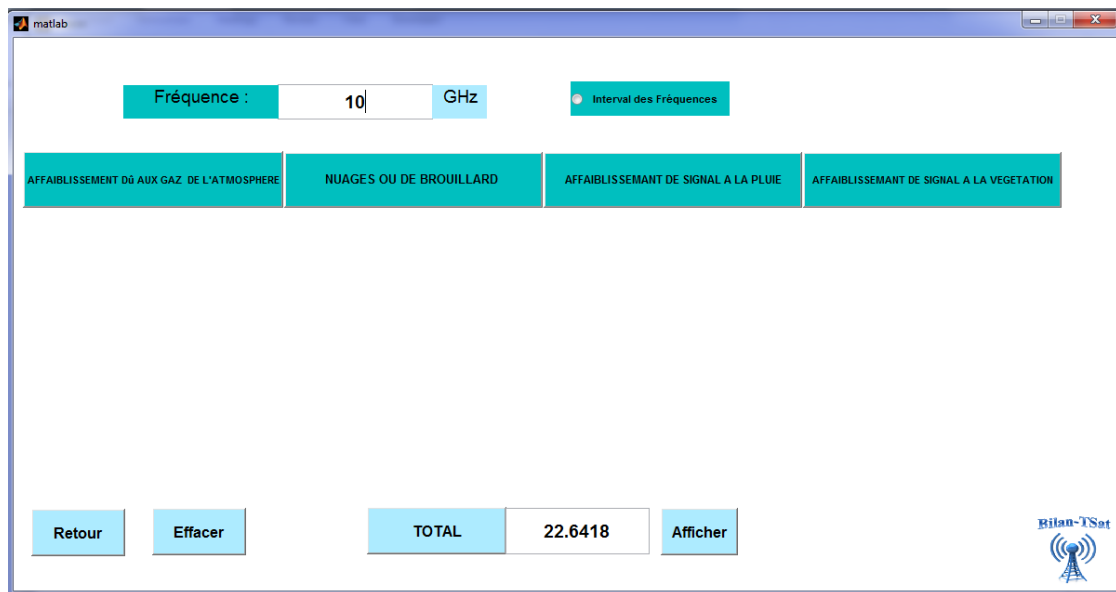 matlab
Fréquence :
10
GHz
Interval des Fréquences
AFFAIBLISSEMENT Dû AUX GAZ DE L'ATMOSPHERE
NUAGES OU DE BROUILLARD
AFFAIBLISSEMANT DE SIGNAL A LA PLUIE
AFFAIBLISSEMANT DE SIGNAL A LA VEGETATION
Retour
Effacer
TOTAL
22.6418
Afficher
Bilan-TSat